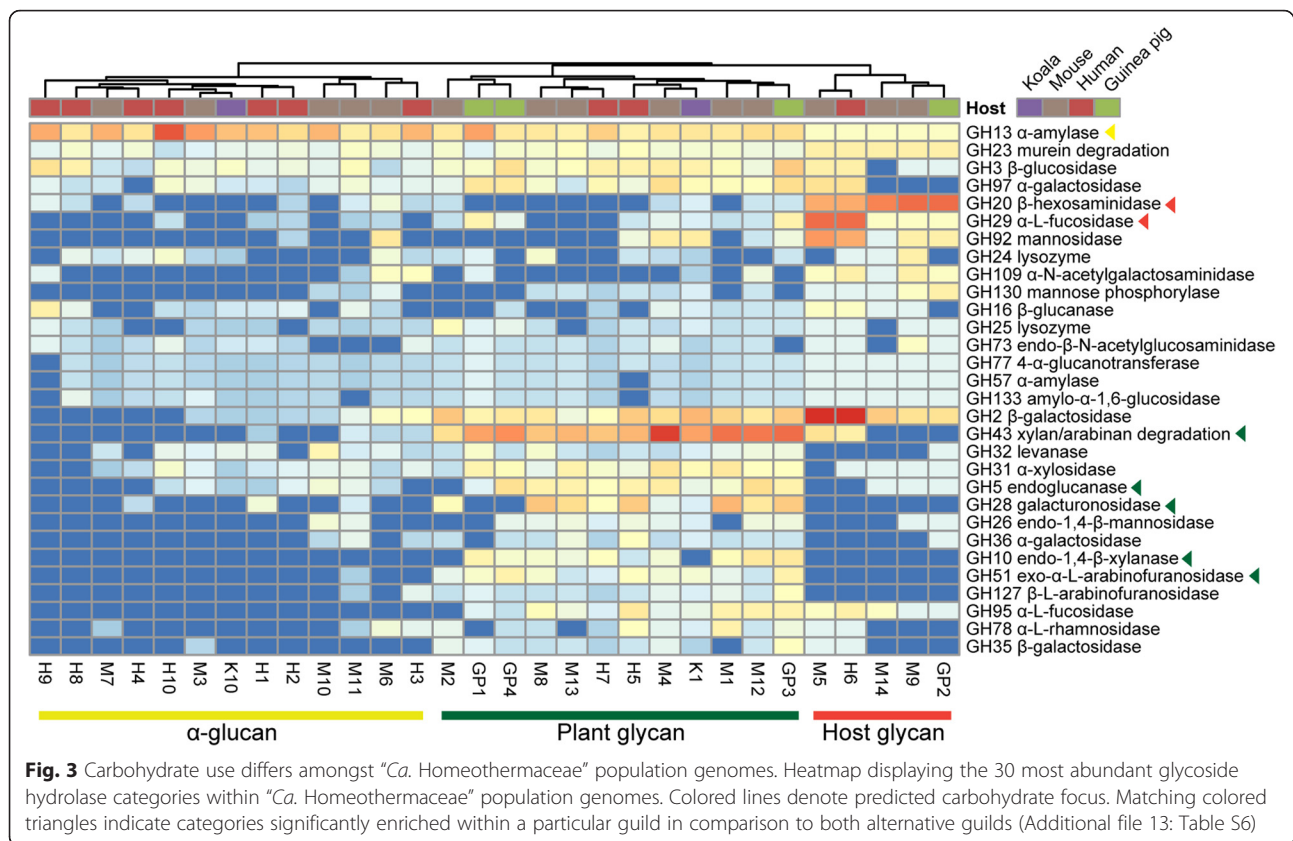 Koala
Mouse
Human
Guinea pig
Host
GH13 α-amylase
GH23 murein degradation
GH3 β-glucosidase
GH97 α-galactosidase
GH20 β-hexosaminidase
GH29 α-L-fucosidase
GH92 mannosidase
GH24 lysozyme
GH109 α-N-acetylgalactosaminidase
GH130 mannose phosphorylase
GH16 β-glucanase
GH25 lysozyme
GH73 endo-β-N-acetylglucosaminidase
GH77 4-α-glucanotransferase
GH57 α-amylase
GH133 amylo-α-1,6-glucosidase
GH2 β-galactosidase
GH43 xylan/arabinan degradation
GH32 levanase
GH31 α-xylosidase
GH5 endoglucanase
GH28 galacturonosidase
GH26 endo-1,4-β-mannosidase
GH36 α-galactosidase
GH10 endo-1,4-β-xylanase
GH51 exo-α-L-arabinofuranosidase
GH127 β-L-arabinofuranosidase
GH95 α-L-fucosidase
GH78 α-L-rhamnosidase
GH35 β-galactosidase
H9 H8 M7 H4 H10 M3 K10 H1 H2 M10 M11 M6 H3 M2 GP1 GP4 M8 M13 H7 H5 M4 K1 M1 M12 GP3 M5 H6 M14 M9 GP2
α-glucan Plant glycan Host glycan
Fig. 3 Carbohydrate use differs amongst "Ca. Homeothermaceae" population genomes. Heatmap displaying the 30 most abundant glycoside
hydrolase categories within "Ca. Homeothermaceae" population genomes. Colored lines denote predicted carbohydrate focus. Matching colored
triangles indicate categories significantly enriched within a particular guild in comparison to both alternative guilds (Additional file 13: Table S6)